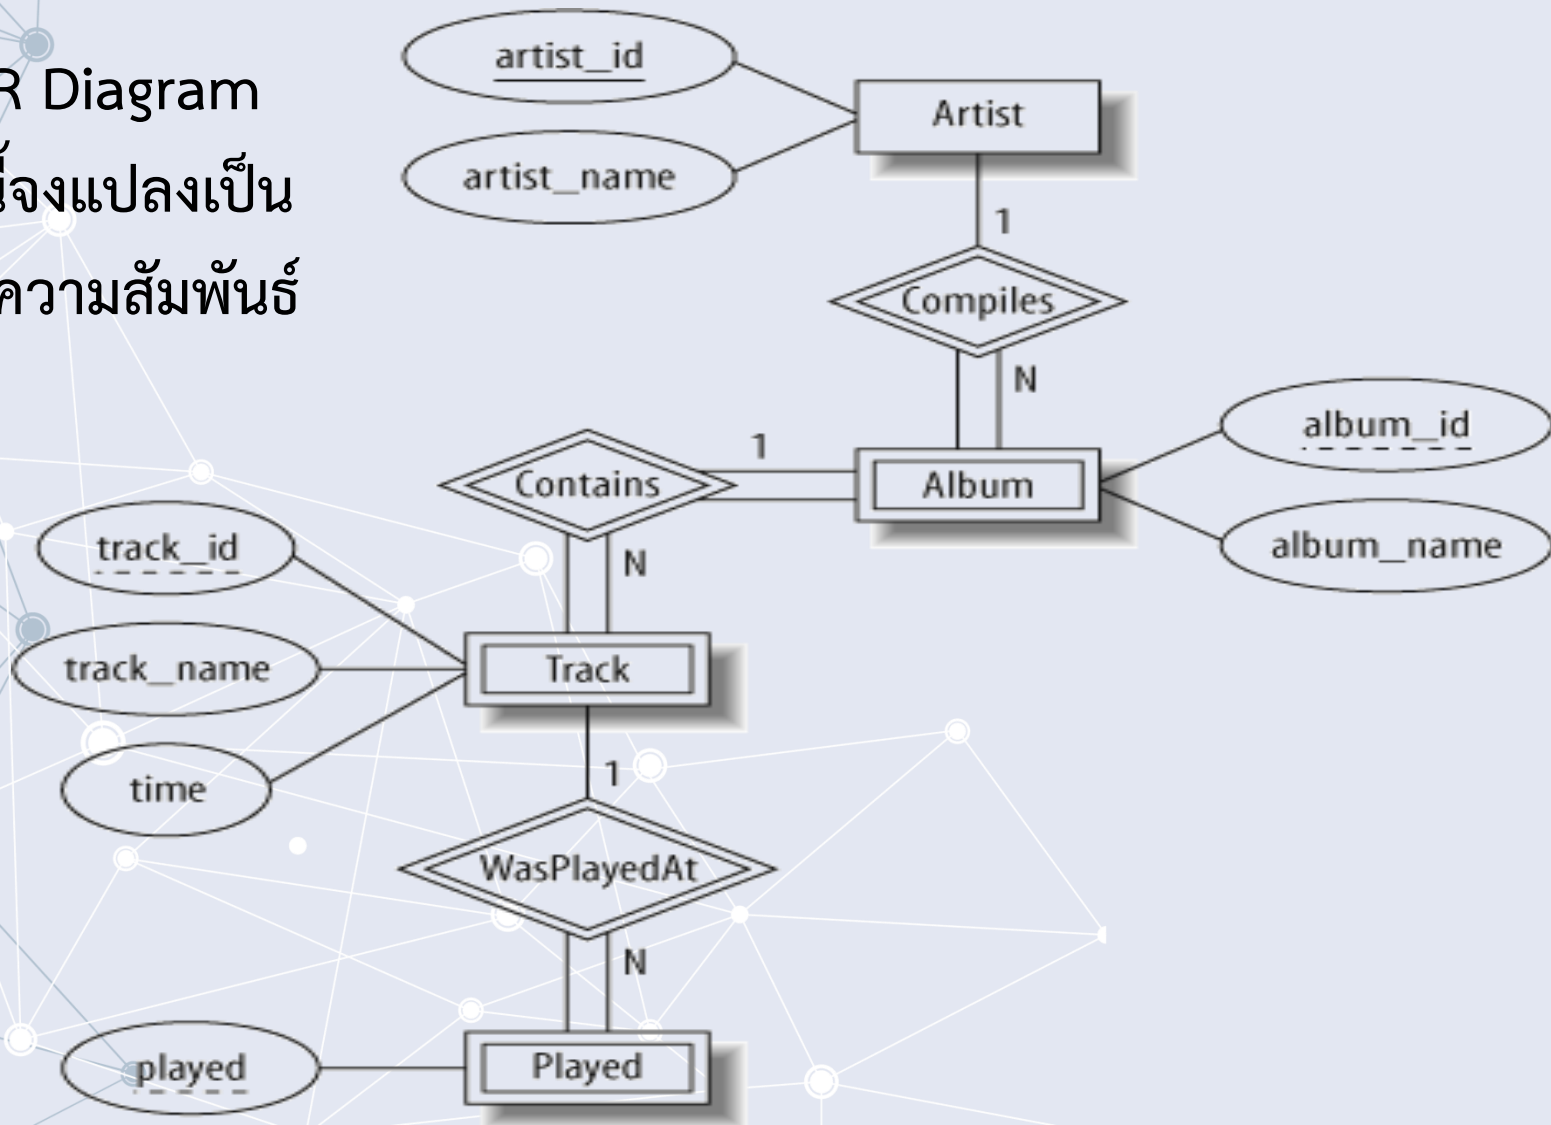 R Diagram
นี้จงแปลงเป็น
ความสัมพันธ์
artist_id
artist_name
Artist
1
Compiles
N
album_id
album_name
Album
1
Contains
N
track_id
track_name
time
Track
1
WasPlayedAt
N
played
Played